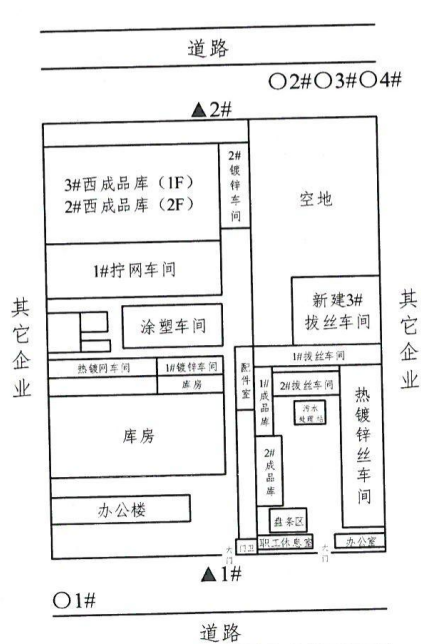 道路
○2#○3#○4#
▲2#
3#西成品库（1F）
2#西成品库（2F）
2#镀锌车间
空地
1#拧网车间
新建3#
拔丝车间
涂塑车间
其它企业
其它企业
1#拔丝车间
热镀网车间
1#镀锌车间
库房
配件室
1#成品库
2#拔丝车间
污水
处理站
热镀锌丝车间
库房
2#成品库
办公楼
盘条区
大门
门卫
职工休息室
大门
办公室
▲1#
○1#
道路